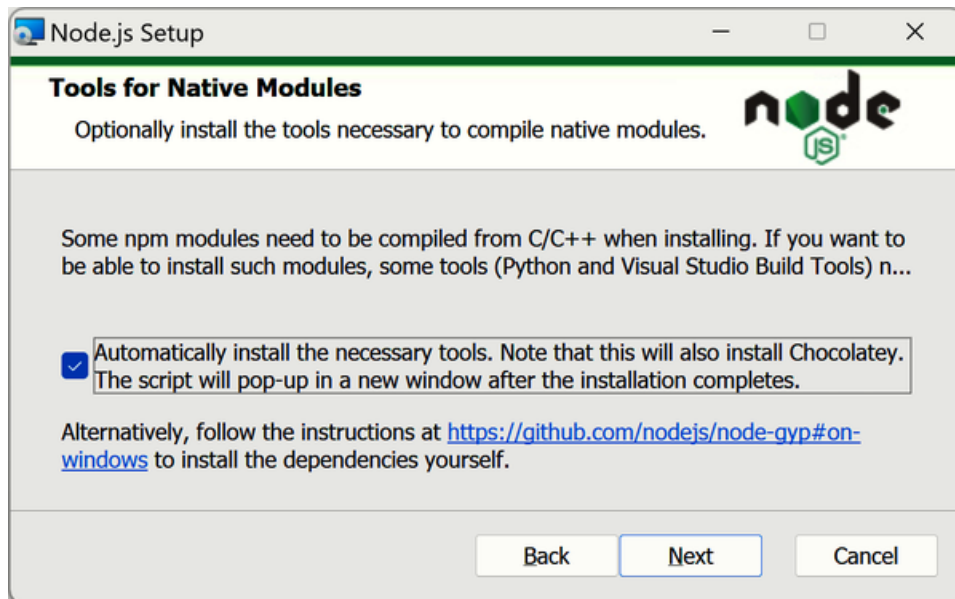 Node.js Setup
Tools for Native Modules
Optionally install the tools necessary to compile native modules.
node
JS
Some npm modules need to be compiled from C/C++ when installing. If you want to
be able to install such modules, some tools (Python and Visual Studio Build Tools) n...
Automatically install the necessary tools. Note that this will also install Chocolatey.
The script will pop-up in a new window after the installation completes.
Alternatively, follow the instructions at https://github.com/nodejs/node-gyp#on-
windows to install the dependencies yourself.
Back
Next
Cancel